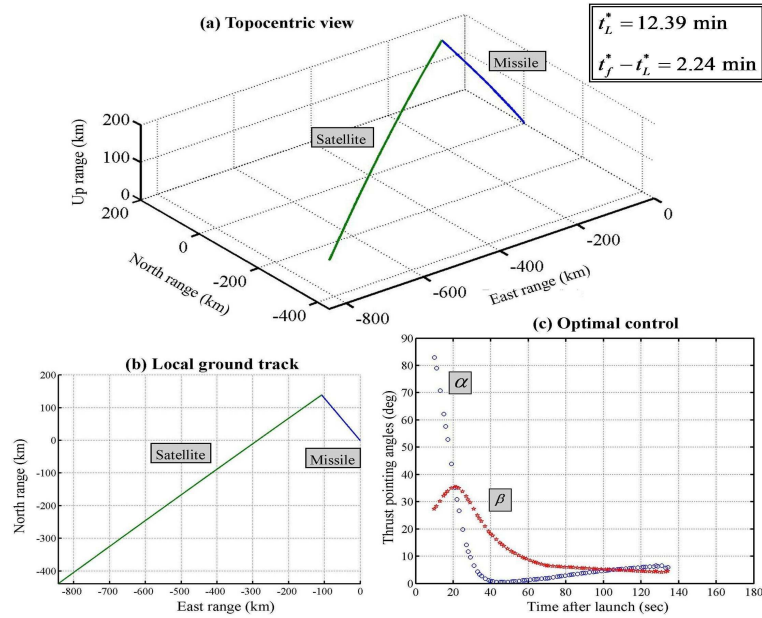 (a) Topocentric view
t*L = 12.39 min
t*f − t*L = 2.24 min
Missile
Satellite
Up range (km)
200
100
0
200
0
-200
-400
North range (km)
-800
-600
-400
-200
0
East range (km)
(b) Local ground track
200
100
0
-100
-200
-300
-400
North range (km)
Satellite
Missile
-800 -700 -600 -500 -400 -300 -200 -100 0
East range (km)
(c) Optimal control
90
80
70
60
50
40
30
20
10
0
Thrust pointing angles (deg)
α
β
0 20 40 60 80 100 120 140 160 180
Time after launch (sec)